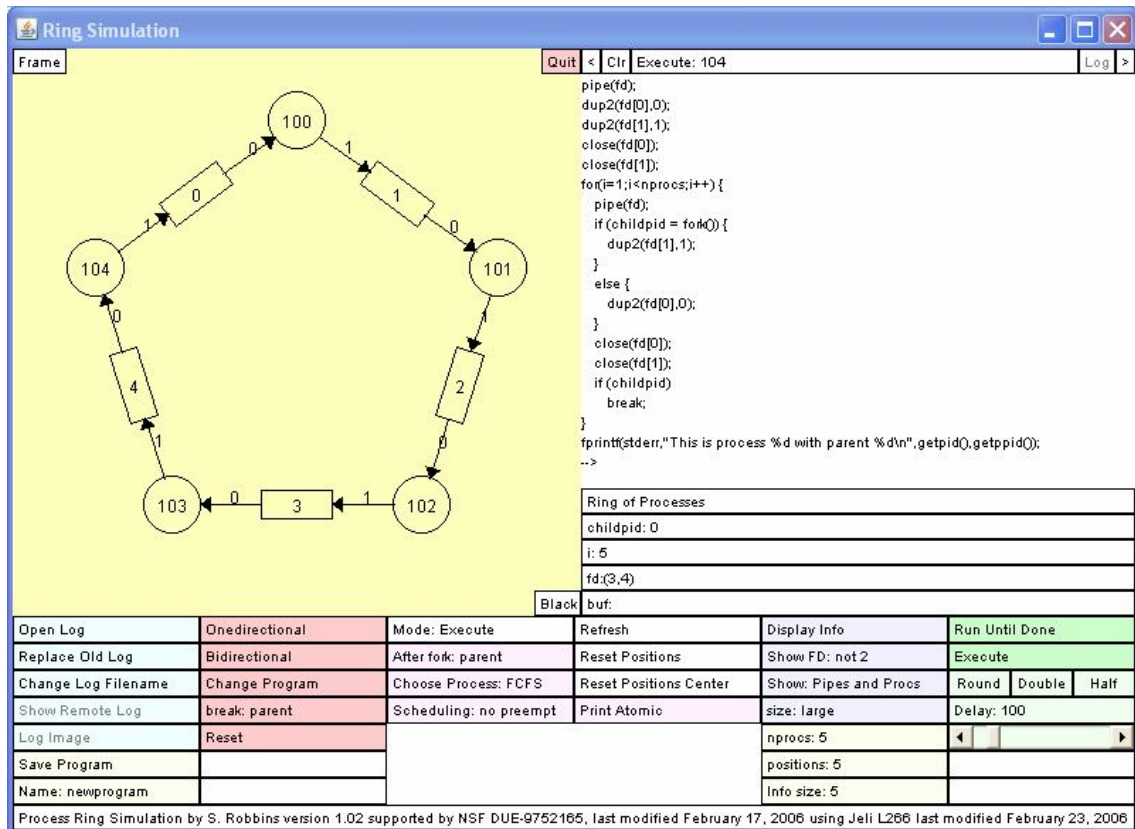 Ring Simulation
Frame
Quit < Clr Execute: 104 Log >
100
0 1
0 1
1 0
104 101
0 1
4 2
1 0
103 0 3 1 102
Black
pipe(fd);
dup2(fd[0],0);
dup2(fd[1],1);
close(fd[0]);
close(fd[1]);
for(i=1;i<nprocs;i++) {
pipe(fd);
if (childpid = fork()) {
dup2(fd[1],1);
}
else {
dup2(fd[0],0);
}
close(fd[0]);
close(fd[1]);
if (childpid)
break;
}
fprintf(stderr,"This is process %d with parent %d\n",getpid(),getppid());
-->
Ring of Processes
childpid: 0
i: 5
fd:(3,4)
buf:
Open Log Onedirectional Mode: Execute Refresh Display Info Run Until Done
Replace Old Log Bidirectional After fork: parent Reset Positions Show FD: not 2 Execute
Change Log Filename Change Program Choose Process: FCFS Reset Positions Center Show: Pipes and Procs Round Double Half
Show Remote Log break: parent Scheduling: no preempt Print Atomic size: large Delay: 100
Log Image Reset nprocs: 5
Save Program positions: 5
Name: newprogram Info size: 5
Process Ring Simulation by S. Robbins version 1.02 supported by NSF DUE-9752165, last modified February 17, 2006 using Jeli L266 last modified February 23, 2006